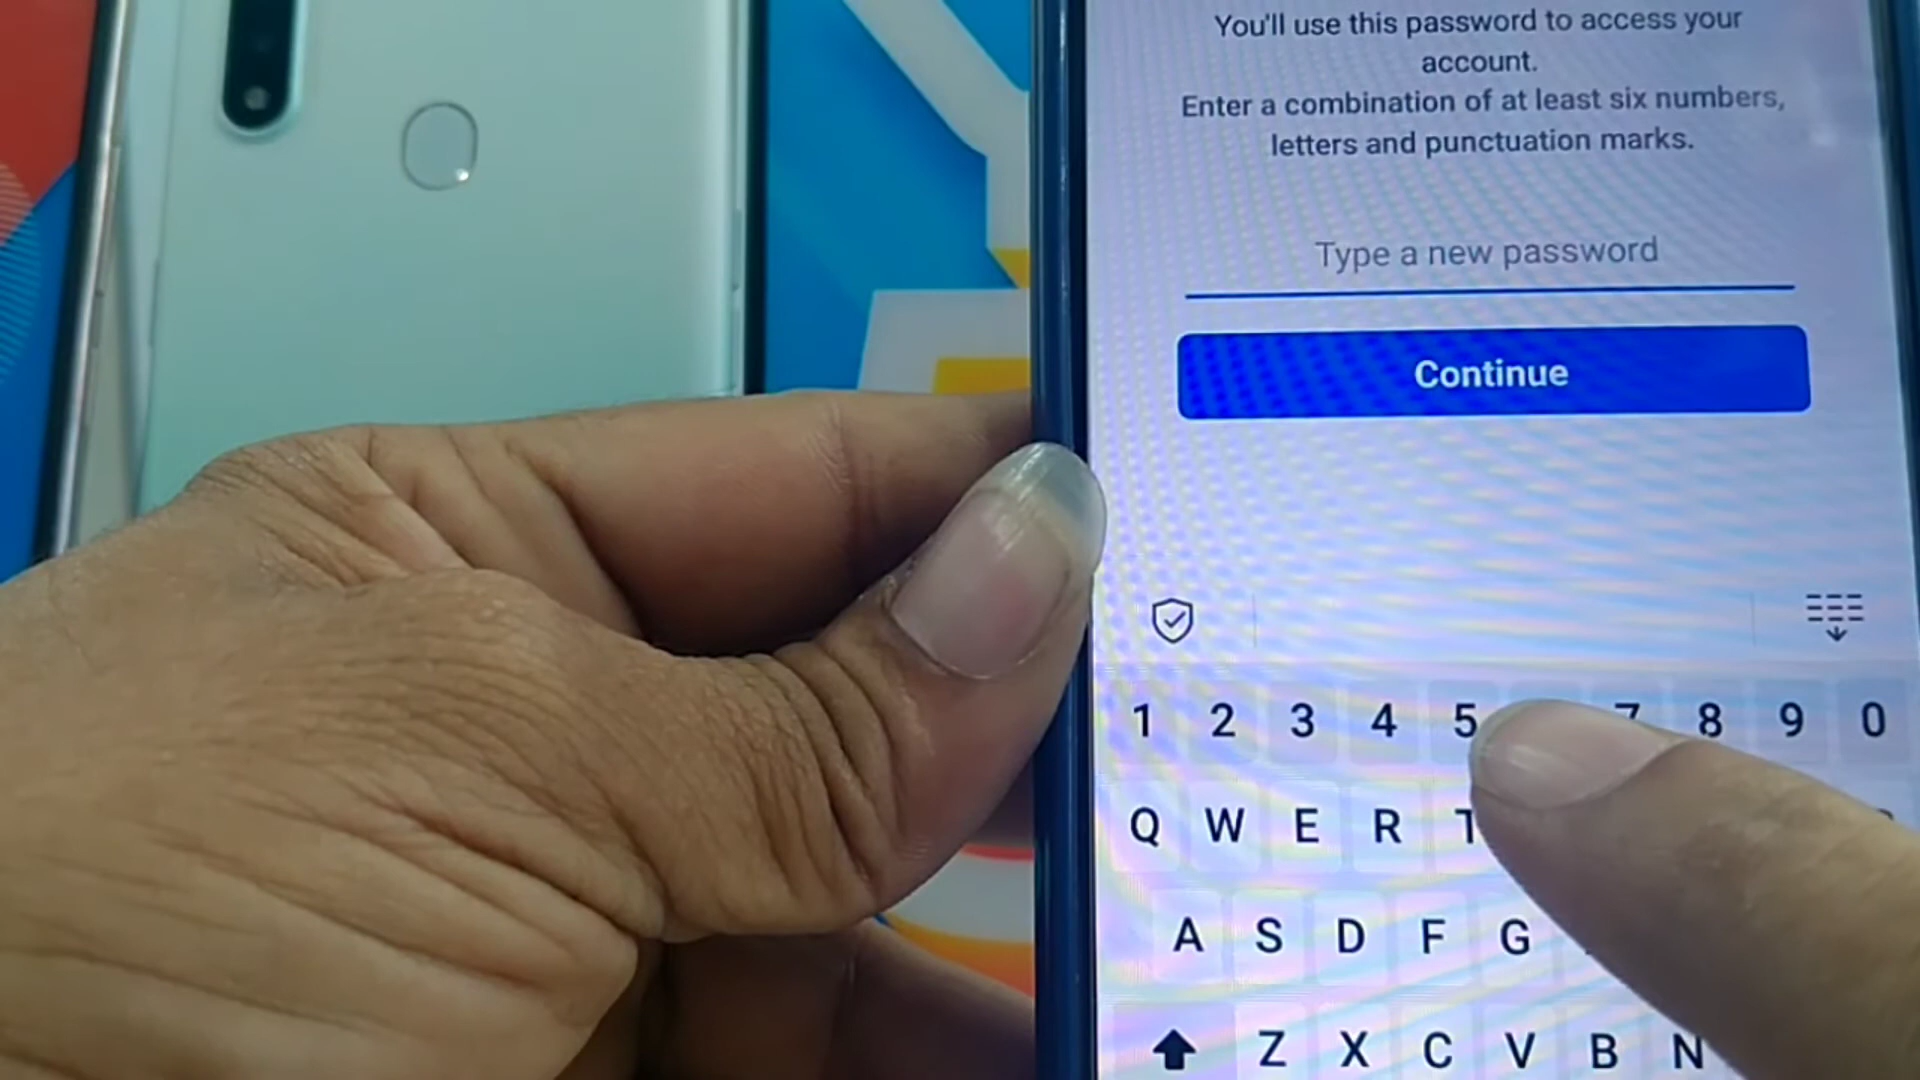 You'll use this password to access your
account.
Enter a combination of at least six numbers,
letters and punctuation marks.
Type a new password
Continue
1 2 3 4 5 7 8 9 0
Q W E R T
A S D F G
Z X C V B N